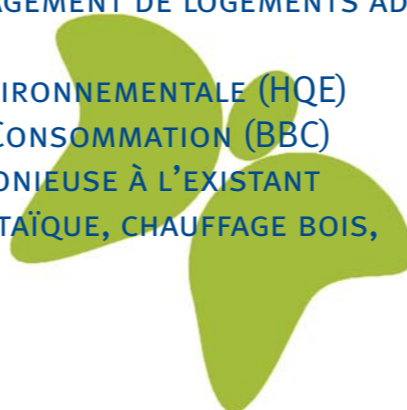 AGEMENT DE LOGEMENTS AD
IRONNEMENTALE (HQE)
CONSOMMATION (BBC)
ONIEUSE À L'EXISTANT
TAÏQUE, CHAUFFAGE BOIS,